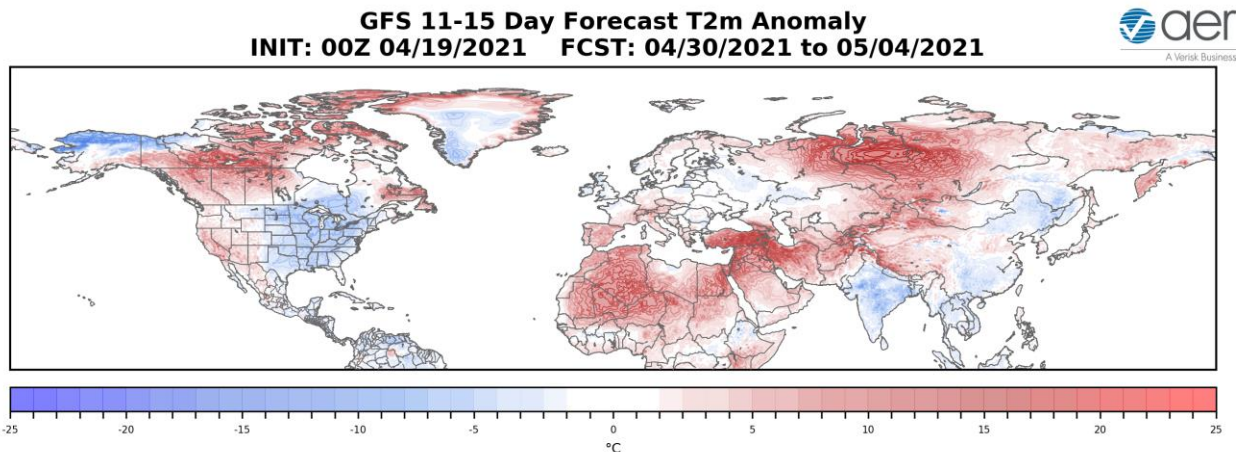 GFS 11-15 Day Forecast T2m Anomaly
INIT: 00Z 04/19/2021 FCST: 04/30/2021 to 05/04/2021
aer
A Verisk Business
-25 -20 -15 -10 -5 0 5 10 15 20 25
°C